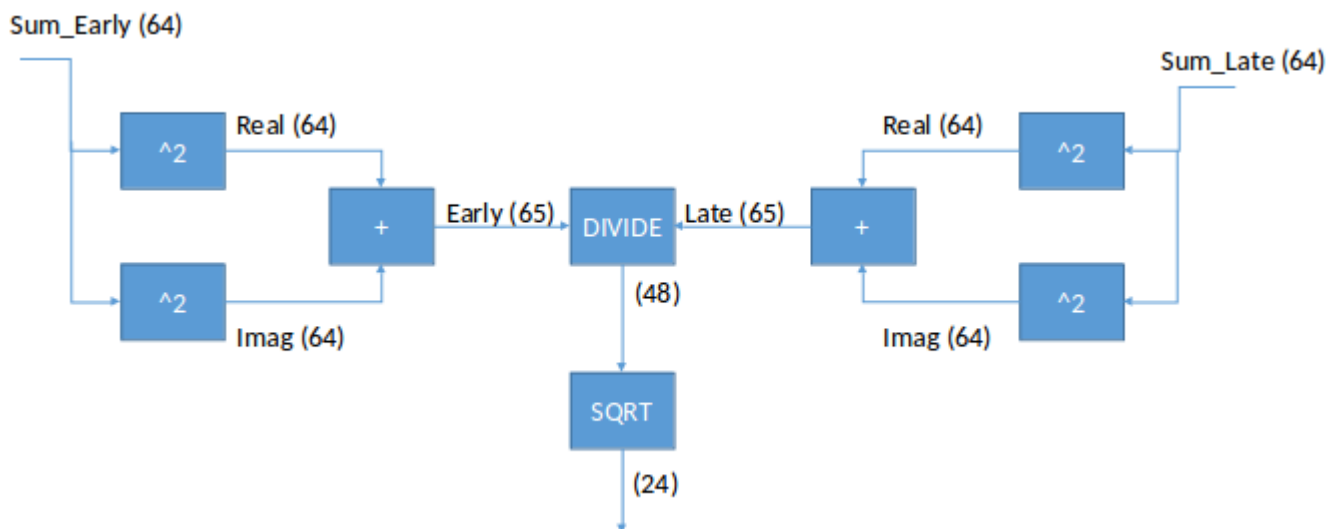 Sum_Early (64)
Sum_Late (64)
Real (64)
Real (64)
^2
^2
Early (65)
Late (65)
+
DIVIDE
+
^2
^2
(48)
Imag (64)
Imag (64)
SQRT
(24)